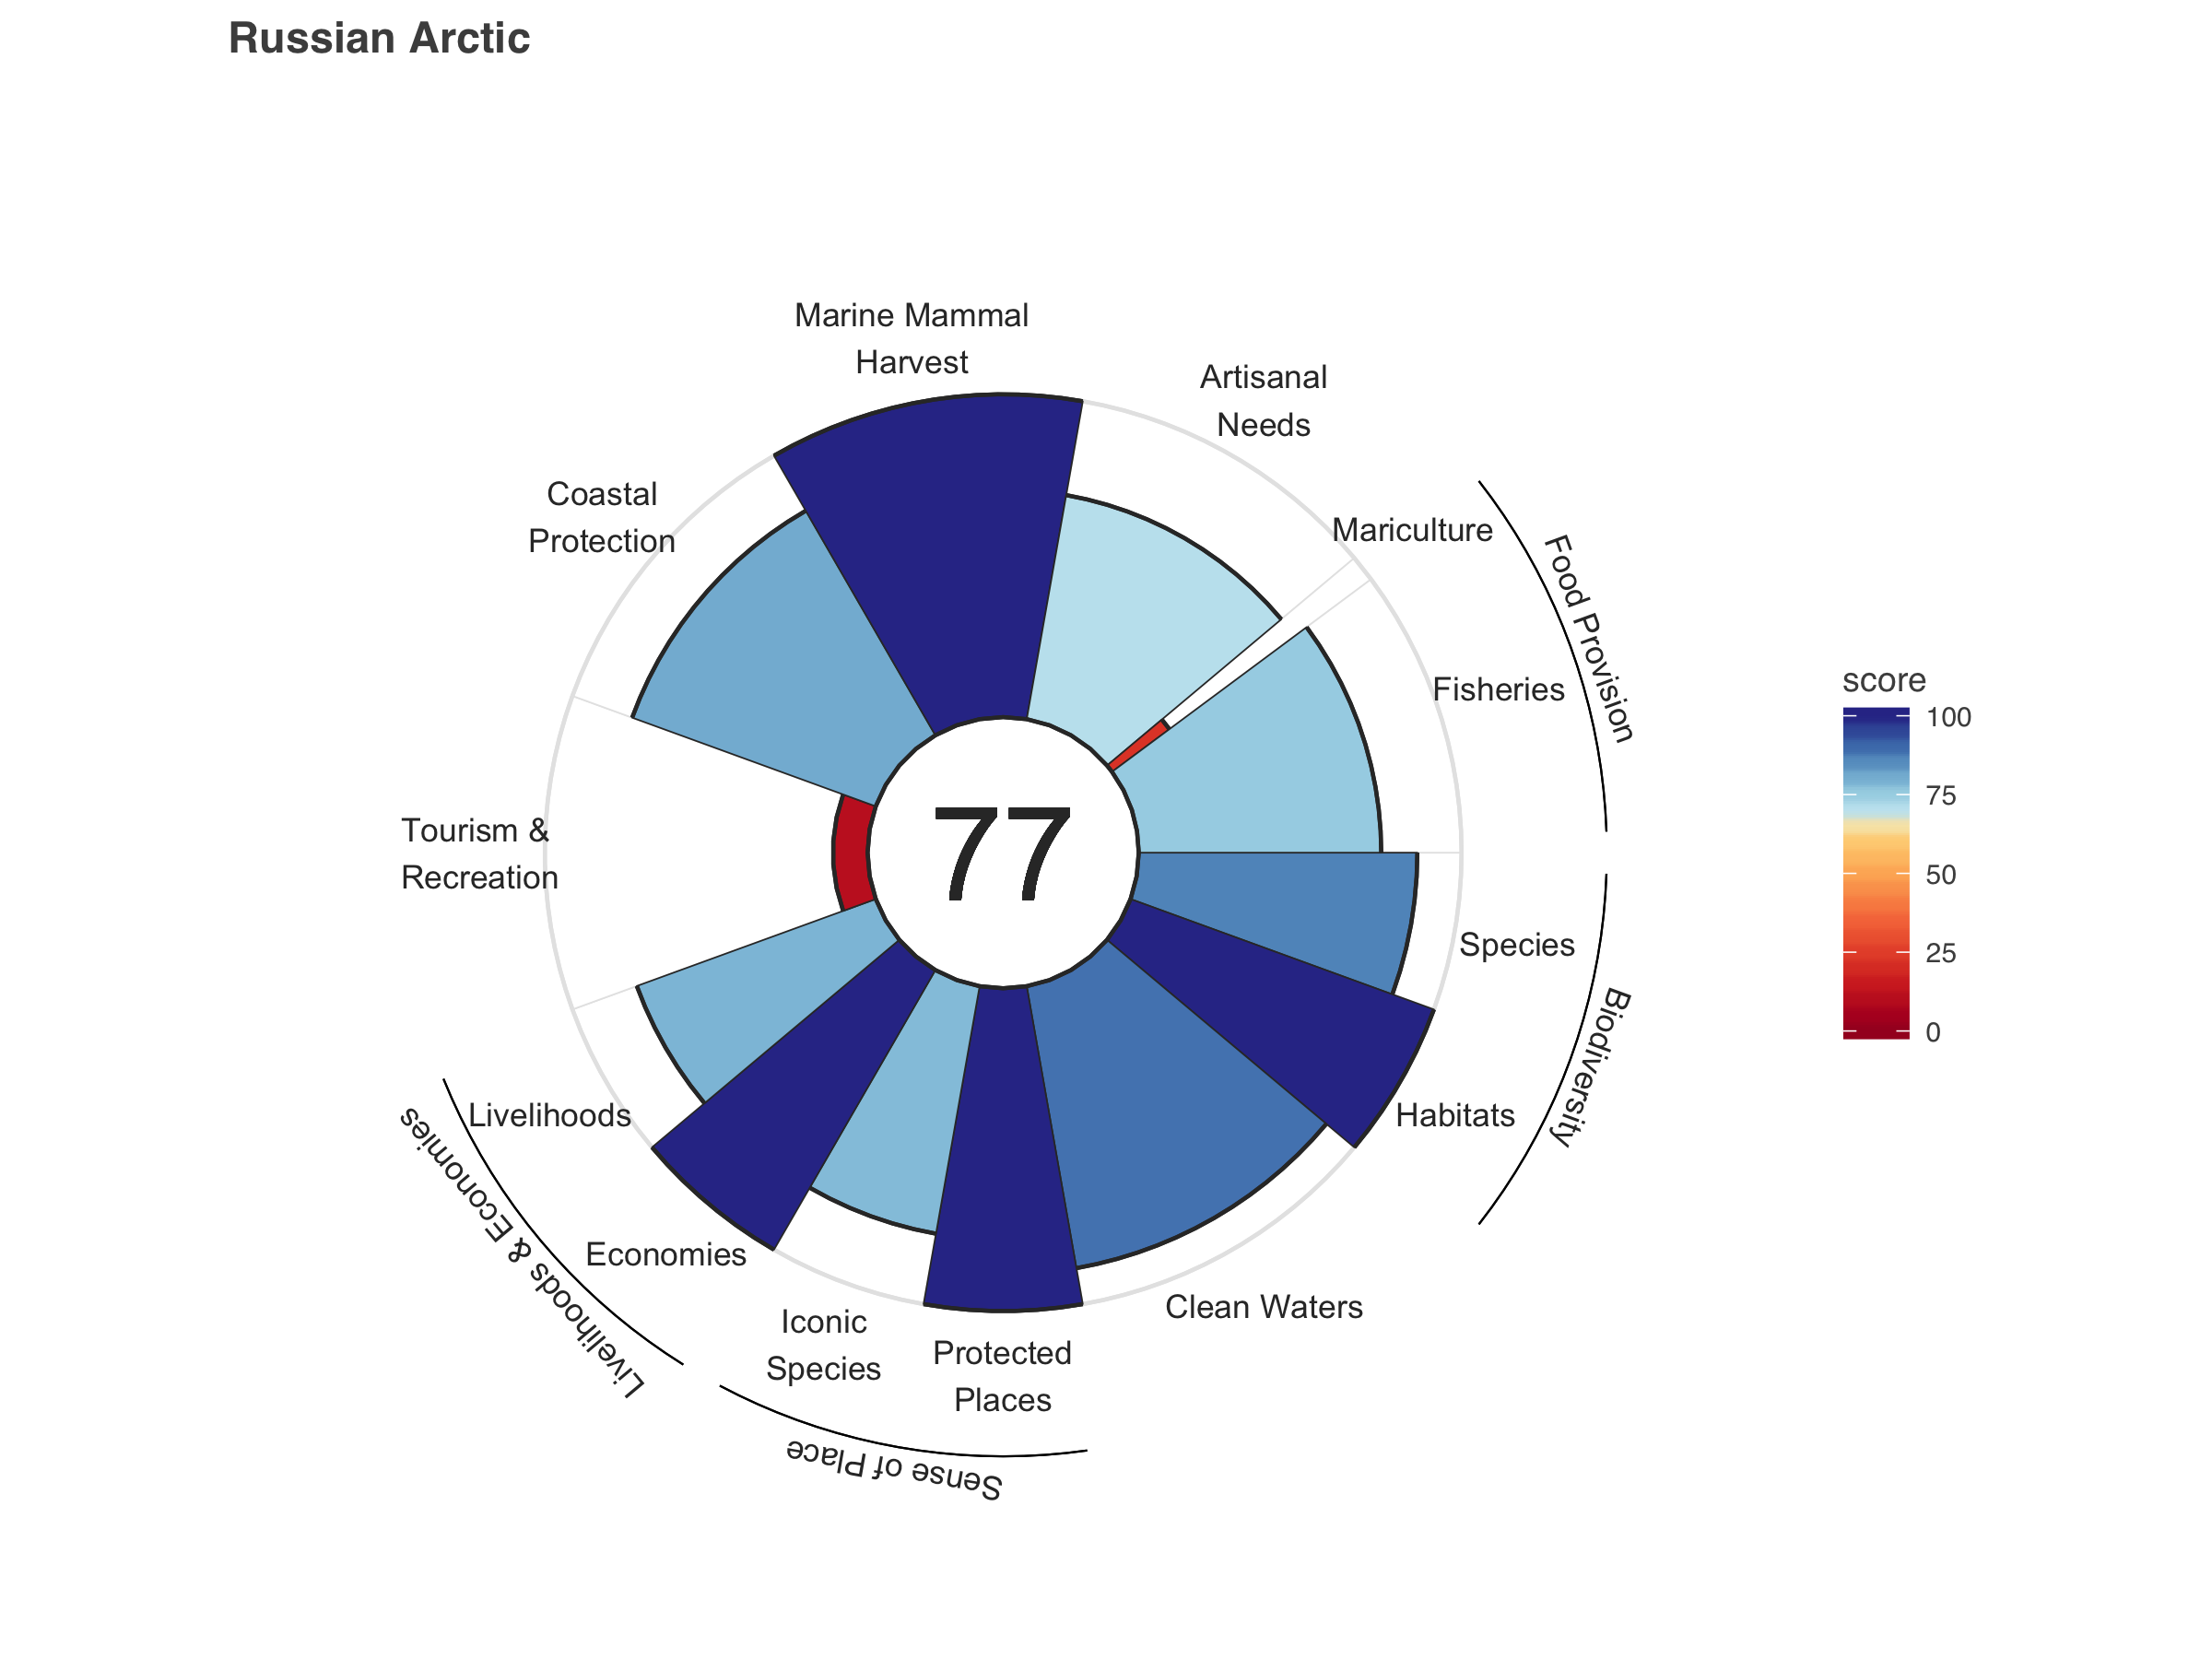 Russian Arctic
Marine Mammal
Harvest
Artisanal
Needs
Coastal
Protection
Mariculture
Food Provision
Fisheries
score
100
75
50
25
0
77
Tourism &
Recreation
Species
Biodiversity
Habitats
Livelihoods
Livelihoods & Economies
Economies
Clean Waters
Iconic
Species
Protected
Places
Sense of Place